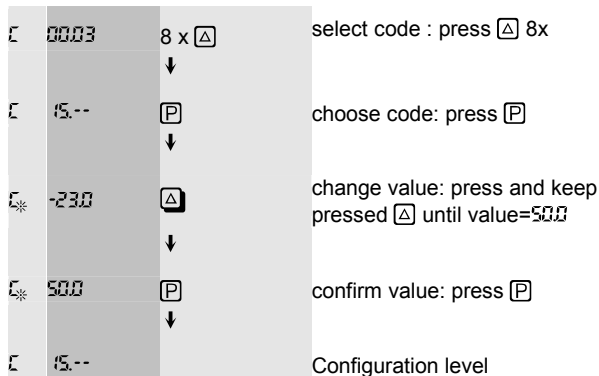 C 00.03 8 x △ select code : press △ 8x
C 15.-- P choose code: press P
C -23.0 △ change value: press and keep
pressed △ until value=50.0
C 50.0 P confirm value: press P
C 15.-- Configuration level